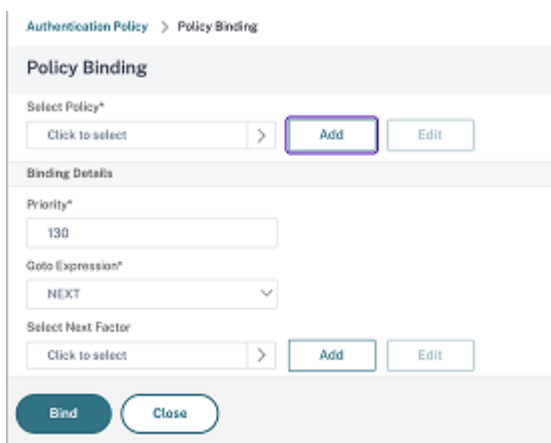 Authentication Policy > Policy Binding
Policy Binding
Select Policy*
Click to select > Add Edit
Binding Details
Priority*
130
Goto Expression*
NEXT
Select Next Factor
Click to select > Add Edit
Bind Close